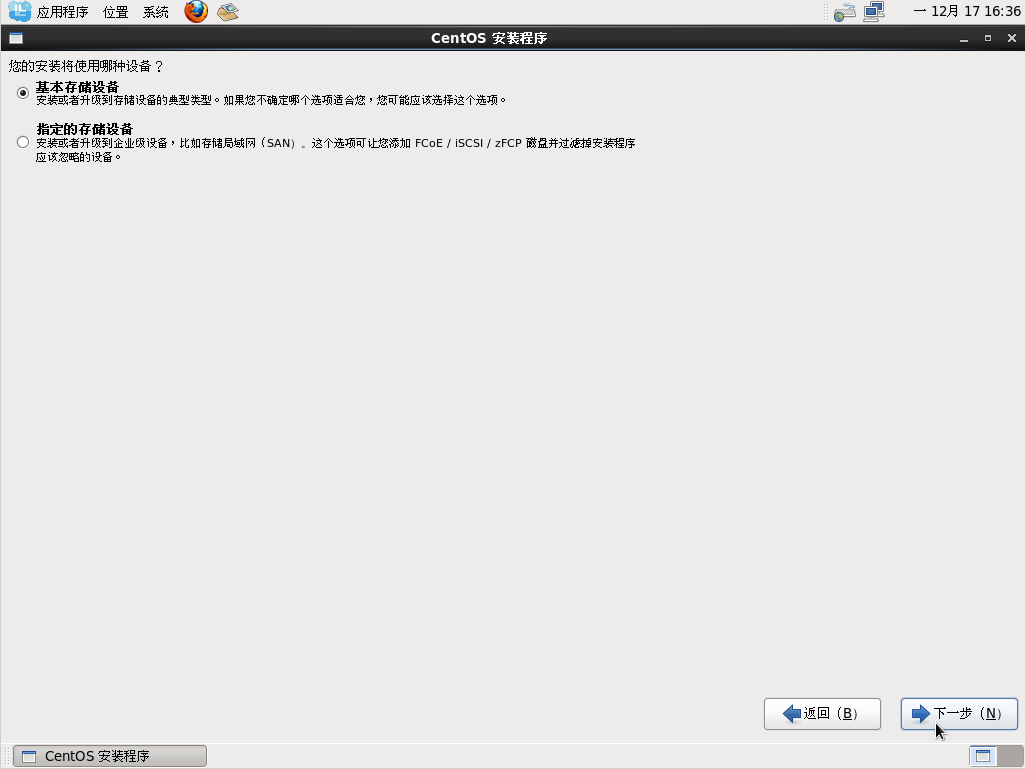 应用程序 位置 系统 一 12月 17 16:36
CentOS 安装程序
您的安装将使用哪种设备？
基本存储设备
安装或者升级到存储设备的典型类型。如果您不确定哪个选项适合您，您可能应该选择这个选项。
指定的存储设备
安装或者升级到企业级设备，比如存储局域网（SAN）。这个选项可让您添加 FCoE / iSCSI / zFCP 磁盘并过滤掉安装程序
应该忽略的设备。
返回（B） 下一步（N）
CentOS 安装程序